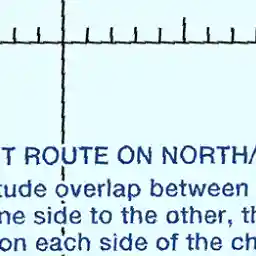 T ROUTE ON NORTH/
tude overlap between
ne side to the other, th
on each side of the ch